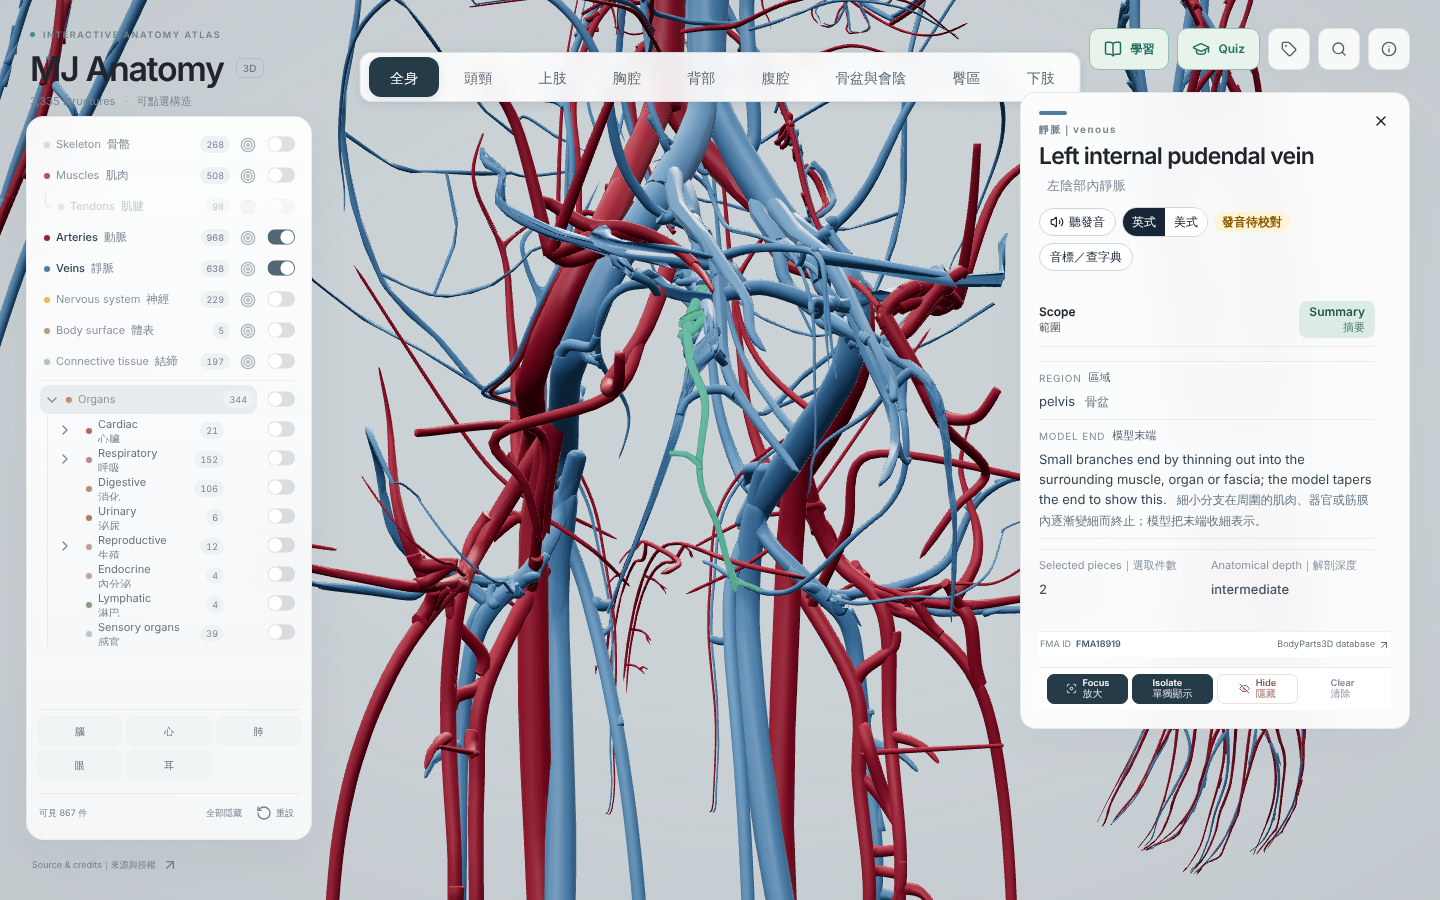 INTERACTIVE ANATOMY ATLAS
MJ Anatomy 3D
2,335 structures · 可點選構造
全身 頭頸 上肢 胸腔 背部 腹腔 骨盆與會陰 臀區 下肢
學習 Quiz
Skeleton 骨骼 268
Muscles 肌肉 508
Tendons 肌腱 98
Arteries 動脈 968
Veins 靜脈 638
Nervous system 神經 229
Body surface 體表 5
Connective tissue 結締 197
Organs 344
Cardiac 21
心臟
Respiratory 152
呼吸
Digestive 106
消化
Urinary 6
泌尿
Reproductive 12
生殖
Endocrine 4
內分泌
Lymphatic 4
淋巴
Sensory organs 39
感官
腦 心 肺
眼 耳
可見 867 件 全部隱藏 重設
Source & credits | 來源與授權
靜脈 | venous
Left internal pudendal vein
左陰部內靜脈
聽發音 英式 美式 發音待校對
音標／查字典
Scope
範圍
Summary
摘要
REGION 區域
pelvis 骨盆
MODEL END 模型末端
Small branches end by thinning out into the
surrounding muscle, organ or fascia; the model tapers
the end to show this. 細小分支在周圍的肌肉、器官或筋膜
內逐漸變細而終止；模型把末端收細表示。
Selected pieces | 選取件數 Anatomical depth | 解剖深度
2 intermediate
FMA ID FMA18919 BodyParts3D database
Focus
放大
Isolate
單獨顯示
Hide
隱藏
Clear
清除